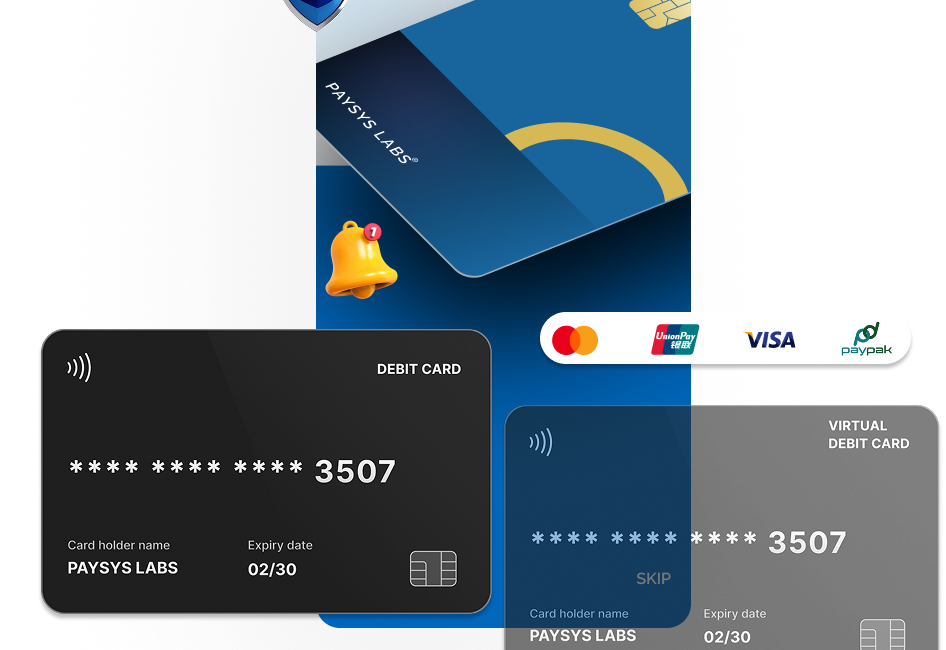 PAYSYS LABS®
1
UnionPay
银联
VISA
paypak
DEBIT CARD
**** **** **** 3507
Card holder name
Expiry date
PAYSYS LABS
02/30
VIRTUAL
DEBIT CARD
**** **** **** 3507
SKIP
Card holder name
Expiry date
PAYSYS LABS
02/30